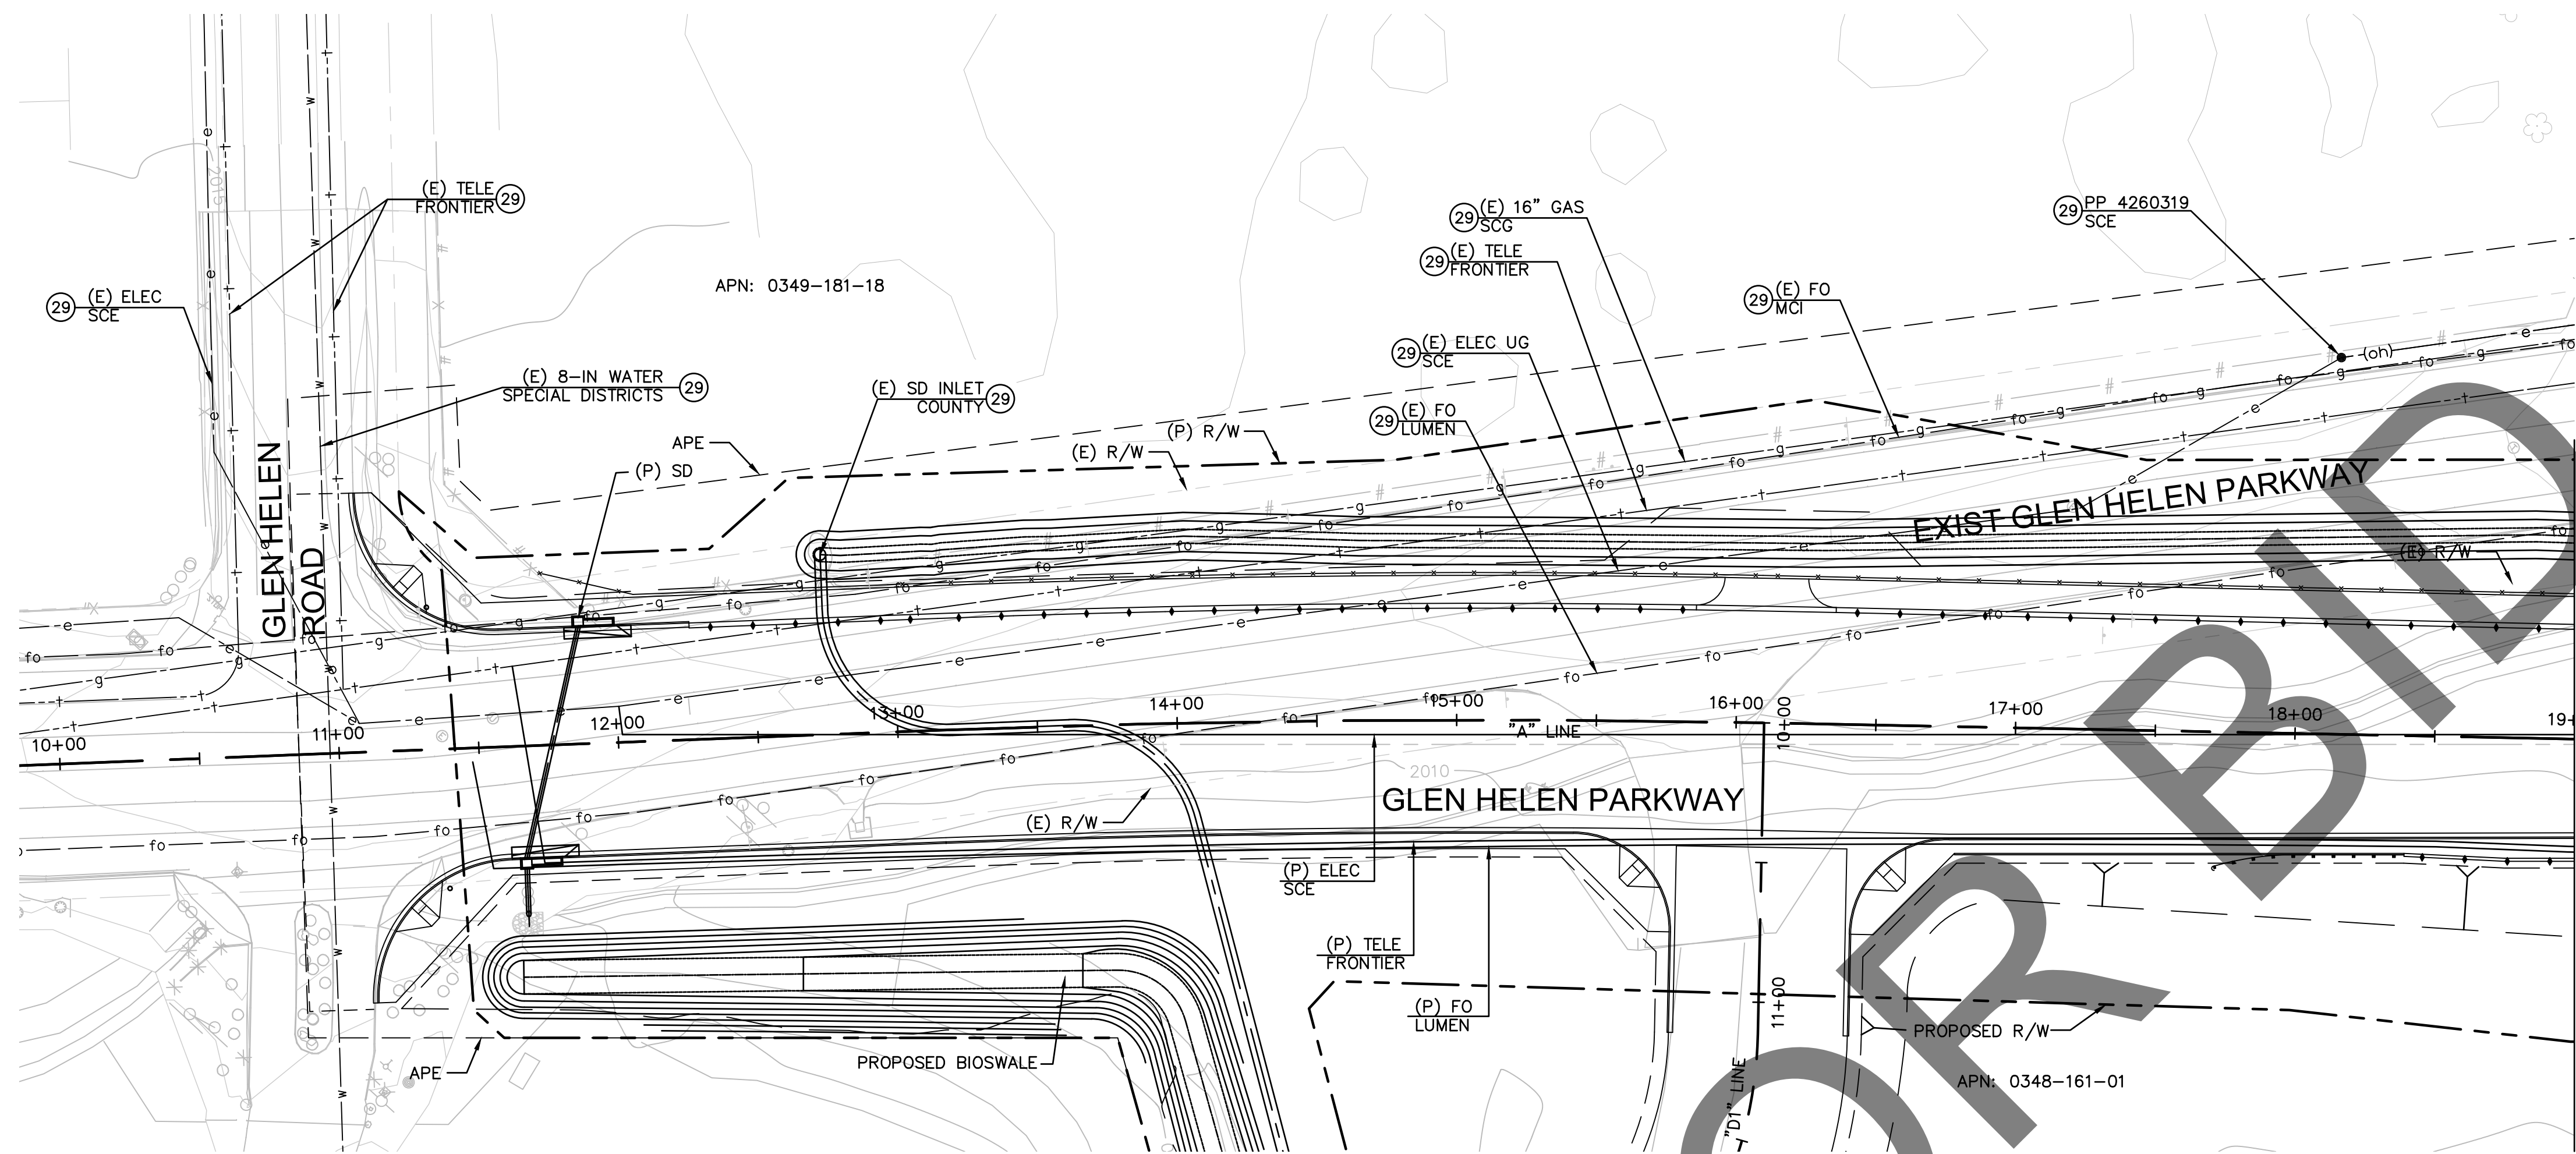 (E) TELE
FRONTIER
29
29
(E) ELEC
SCE
2015
APN: 0349-181-18
(E) 8-IN WATER
SPECIAL DISTRICTS
29
(E) SD INLET
COUNTY
29
APE
(P) SD
29
(E) 16" GAS
SCG
29
(E) TELE
FRONTIER
29
(E) ELEC UG
SCE
29
(E) FO
LUMEN
29
(E) FO
MCI
29
PP 4260319
SCE
(oh)
(P) R/W
(E) R/W
GLEN HELEN
ROAD
EXIST GLEN HELEN PARKWAY
(E) R/W
10+00
11+00
12+00
13+00
14+00
15+00
16+00
17+00
18+00
19+
"A" LINE
10+00
2010
GLEN HELEN PARKWAY
(E) R/W
(P) ELEC
SCE
(P) TELE
FRONTIER
(P) FO
LUMEN
11+00
"D1" LINE
PROPOSED R/W
APN: 0348-161-01
PROPOSED BIOSWALE
APE
OR BID